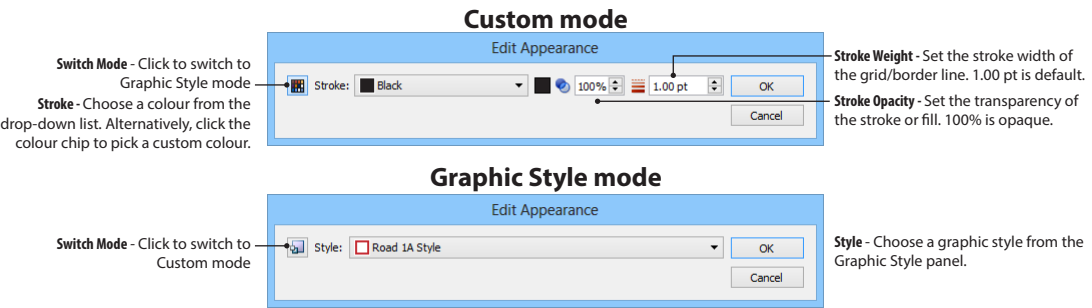 Custom mode
Edit Appearance
Switch Mode - Click to switch to
Graphic Style mode
Stroke - Choose a colour from the
drop-down list. Alternatively, click the
colour chip to pick a custom colour.
Stroke: Black 100% 1.00 pt OK
Cancel
Stroke Weight - Set the stroke width of
the grid/border line. 1.00 pt is default.
Stroke Opacity - Set the transparency of
the stroke or fill. 100% is opaque.
Graphic Style mode
Edit Appearance
Switch Mode - Click to switch to
Custom mode
Style: Road 1A Style OK
Cancel
Style - Choose a graphic style from the
Graphic Style panel.